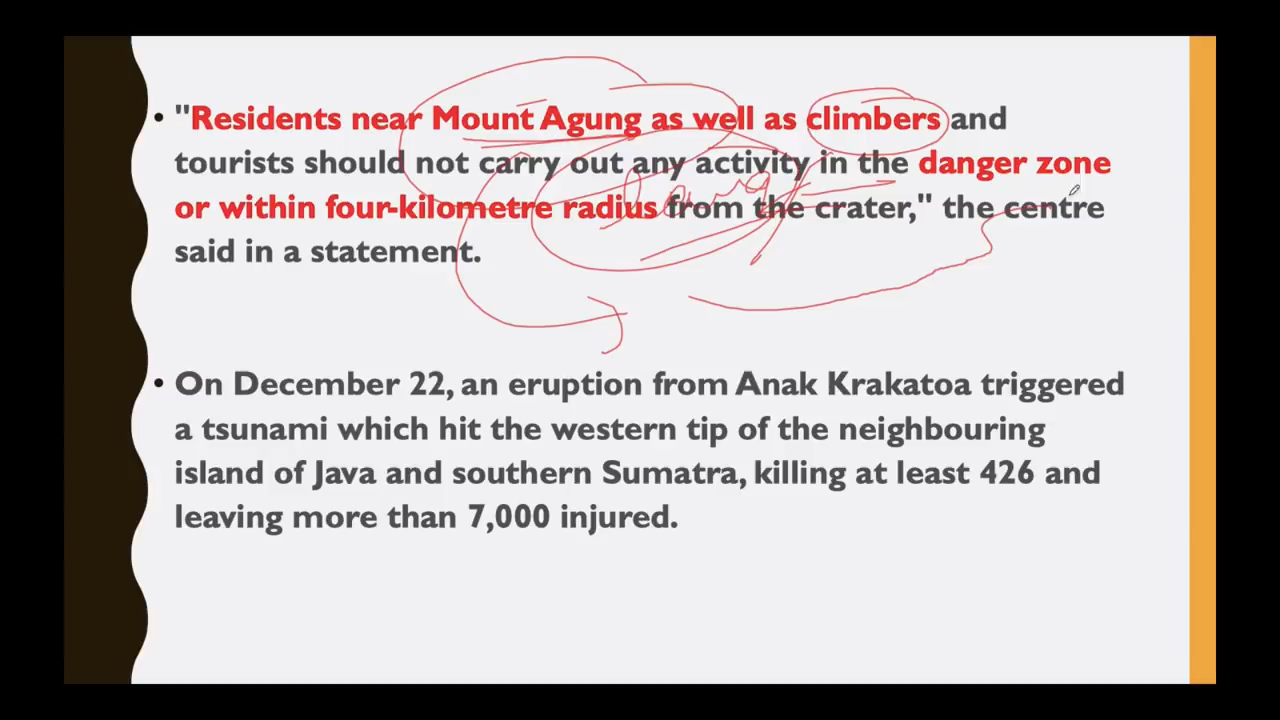 • "Residents near Mount Agung as well as climbers and
tourists should not carry out any activity in the danger zone
or within four-kilometre radius from the crater," the centre
said in a statement.
• On December 22, an eruption from Anak Krakatoa triggered
a tsunami which hit the western tip of the neighbouring
island of Java and southern Sumatra, killing at least 426 and
leaving more than 7,000 injured.